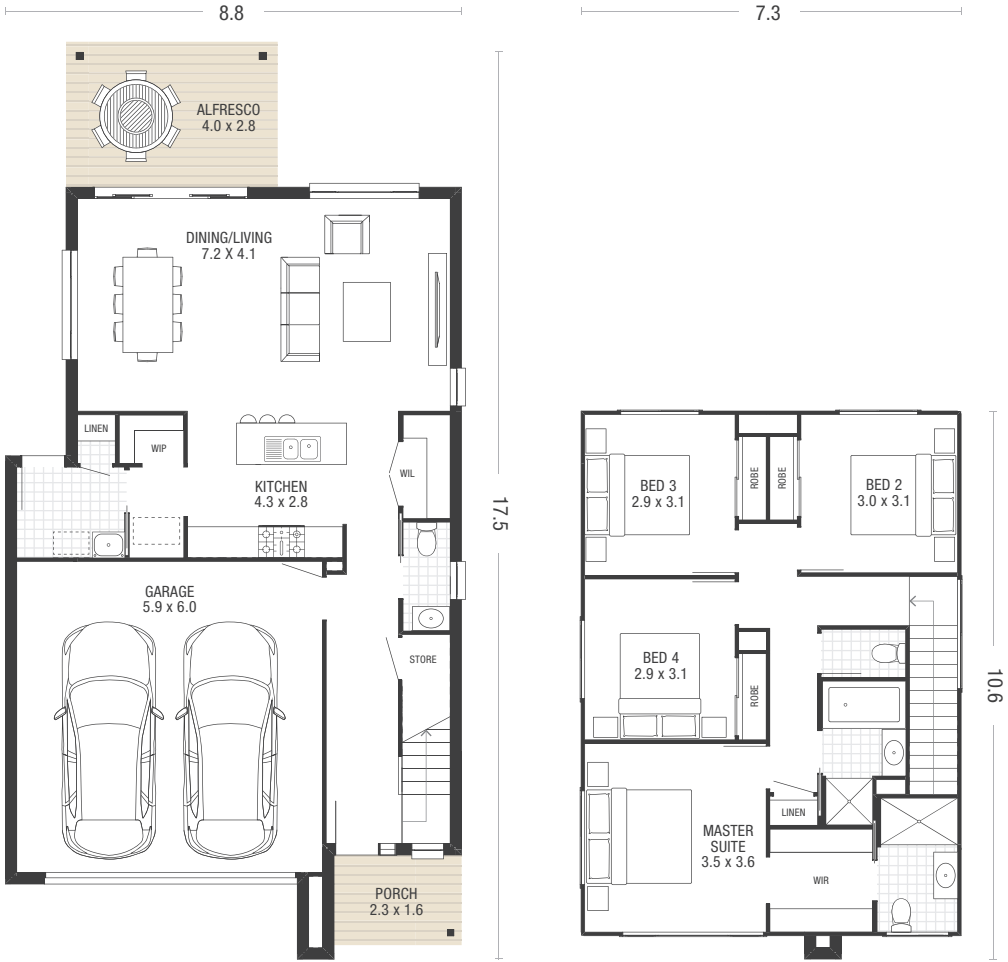 8.8
7.3
ALFRESCO
4.0 x 2.8
DINING/LIVING
7.2 X 4.1
LINEN
WIP
WIL
KITCHEN
4.3 x 2.8
17.5
GARAGE
5.9 x 6.0
STORE
PORCH
2.3 x 1.6
BED 3
2.9 x 3.1
ROBE
ROBE
BED 2
3.0 x 3.1
BED 4
2.9 x 3.1
ROBE
10.6
LINEN
MASTER
SUITE
3.5 x 3.6
WIR